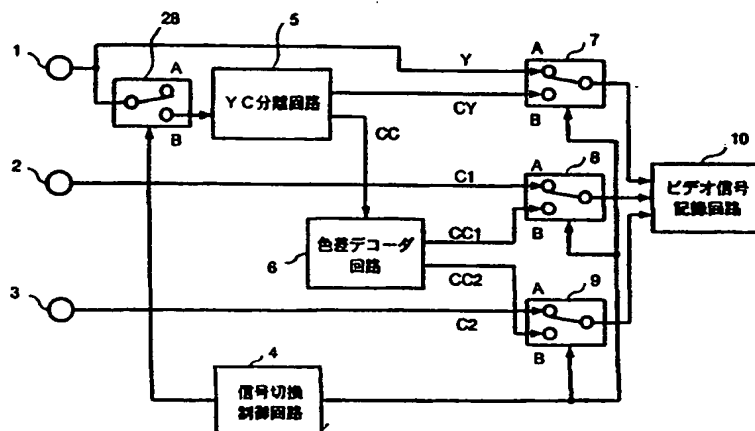 28
5
1
A
Y
A
7
YC分離回路
CY
B
CC
B
10
2
C1
A
8
ビデオ信号
記録回路
色差デコーダ
回路
CC1
B
6
CC2
A
9
3
C2
B
4
信号切換
制御回路